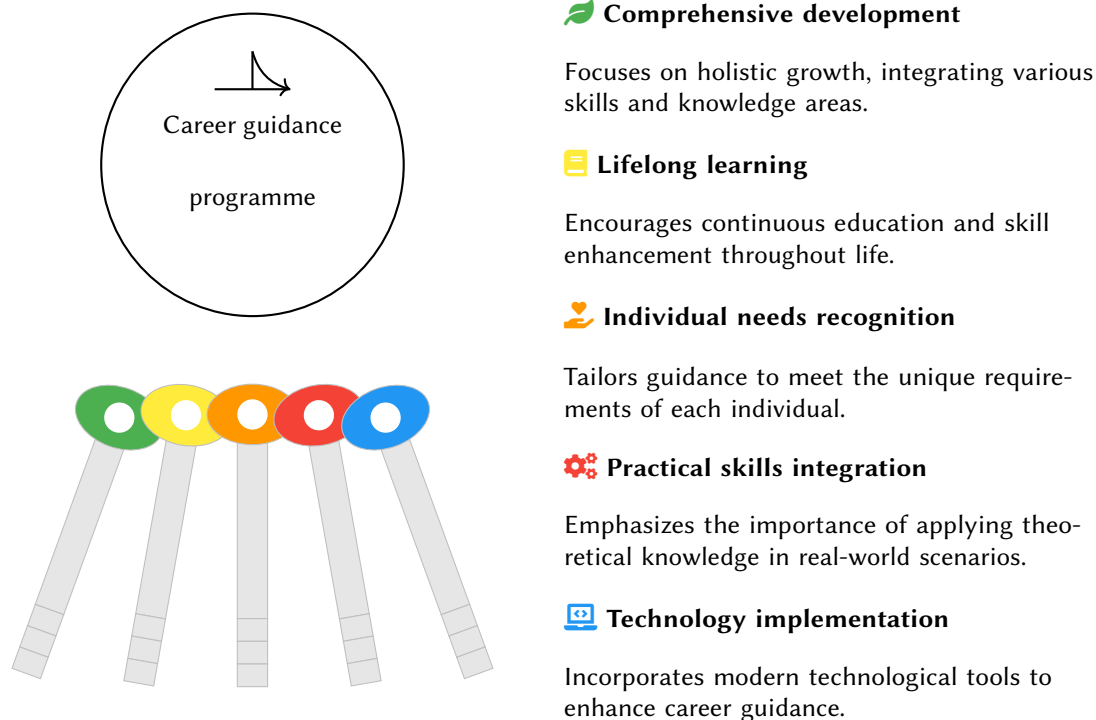 Career guidance
programme
Comprehensive development
Focuses on holistic growth, integrating various
skills and knowledge areas.
Lifelong learning
Encourages continuous education and skill
enhancement throughout life.
Individual needs recognition
Tailors guidance to meet the unique require-
ments of each individual.
Practical skills integration
Emphasizes the importance of applying theo-
retical knowledge in real-world scenarios.
Technology implementation
Incorporates modern technological tools to
enhance career guidance.